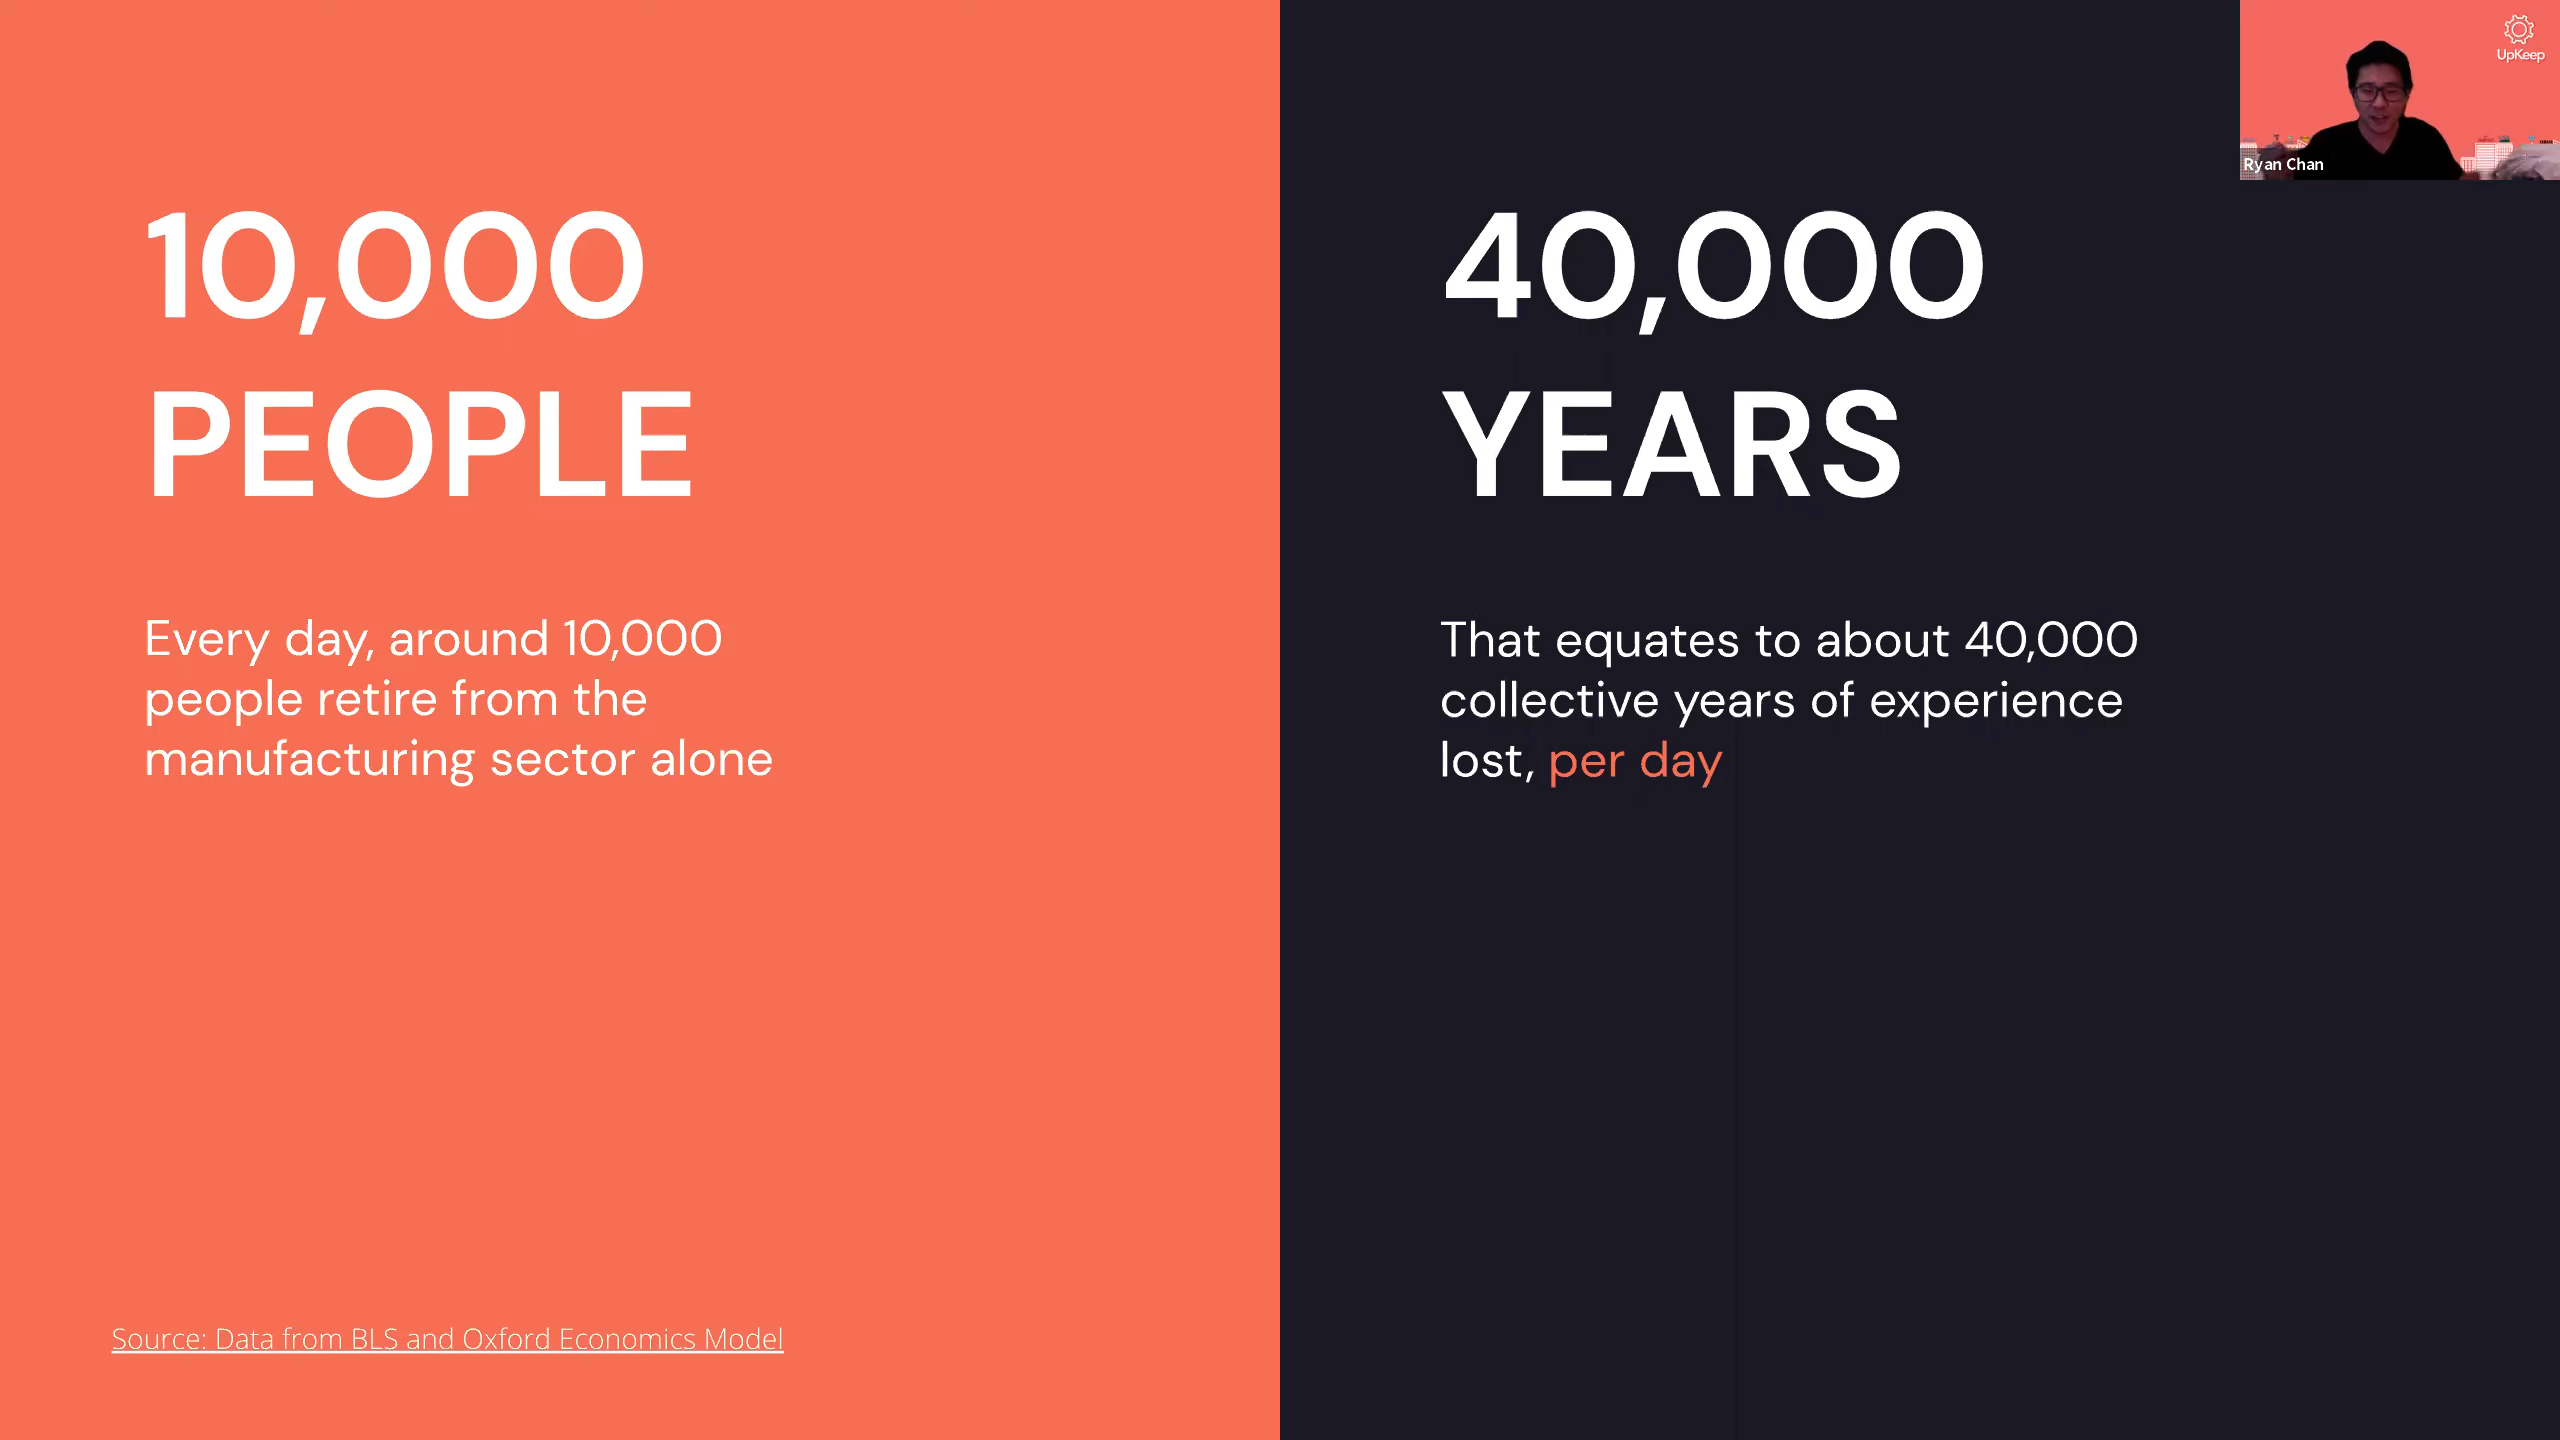 10,000
PEOPLE
Every day, around 10,000
people retire from the
manufacturing sector alone
Source: Data from BLS and Oxford Economics Model
40,000
YEARS
That equates to about 40,000
collective years of experience
lost, per day
UpKeep
Ryan Chan